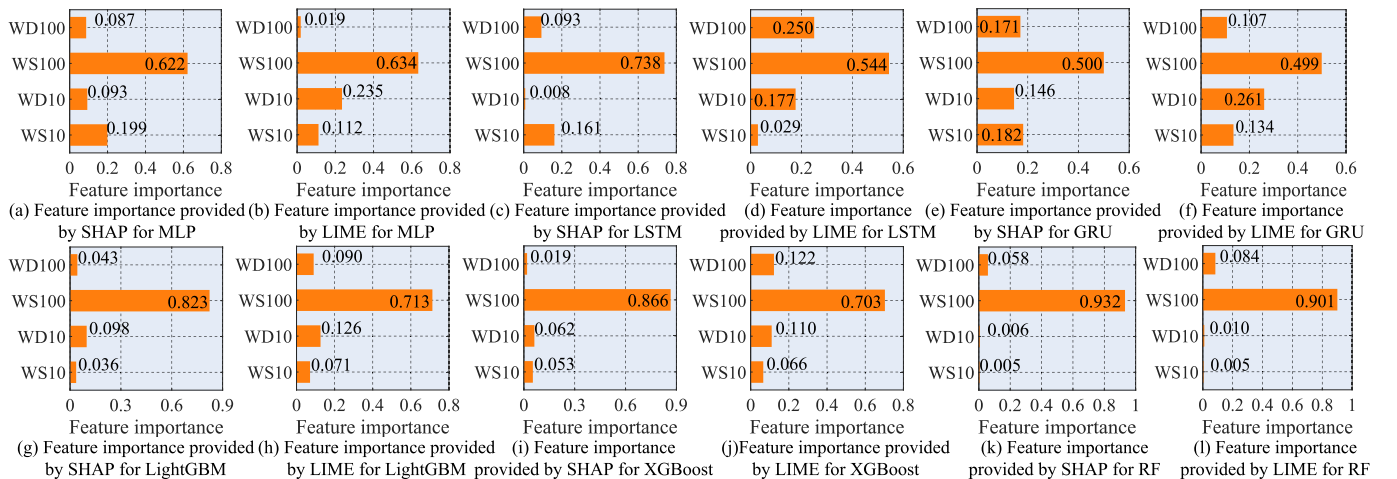 WD100 0.087
WS100 0.622
WD10 0.093
WS10 0.199
0 0.2 0.4 0.6 0.8
Feature importance
(a) Feature importance provided
by SHAP for MLP
WD100 0.019
WS100 0.634
WD10 0.235
WS10 0.112
0 0.2 0.4 0.6 0.8
Feature importance
(b) Feature importance provided
by LIME for MLP
WD100 0.093
WS100 0.738
WD10 0.008
WS10 0.161
0 0.2 0.4 0.6 0.8
Feature importance
(c) Feature importance provided
by SHAP for LSTM
WD100 0.250
WS100 0.544
WD10 0.177
WS10 0.029
0 0.2 0.4 0.6
Feature importance
(d) Feature importance
provided by LIME for LSTM
WD100 0.171
WS100 0.500
WD10 0.146
WS10 0.182
0 0.2 0.4 0.6
Feature importance
(e) Feature importance provided
by SHAP for GRU
WD100 0.107
WS100 0.499
WD10 0.261
WS10 0.134
0 0.2 0.4 0.6
Feature importance
(f) Feature importance
provided by LIME for GRU
WD100 0.043
WS100 0.823
WD10 0.098
WS10 0.036
0 0.3 0.6 0.9
Feature importance
(g) Feature importance provided
by SHAP for LightGBM
WD100 0.090
WS100 0.713
WD10 0.126
WS10 0.071
0 0.2 0.4 0.6 0.8
Feature importance
(h) Feature importance provided
by LIME for LightGBM
WD100 0.019
WS100 0.866
WD10 0.062
WS10 0.053
0 0.3 0.6 0.9
Feature importance
(i) Feature importance
provided by SHAP for XGBoost
WD100 0.122
WS100 0.703
WD10 0.110
WS10 0.066
0 0.2 0.4 0.6 0.8
Feature importance
(j)Feature importance provided
by LIME for XGBoost
WD100 0.058
WS100 0.932
WD10 0.006
WS10 0.005
0 0.2 0.4 0.6 0.8 1
Feature importance
(k) Feature importance
provided by SHAP for RF
WD100 0.084
WS100 0.901
WD10 0.010
WS10 0.005
0 0.2 0.4 0.6 0.8 1
Feature importance
(l) Feature importance
provided by LIME for RF